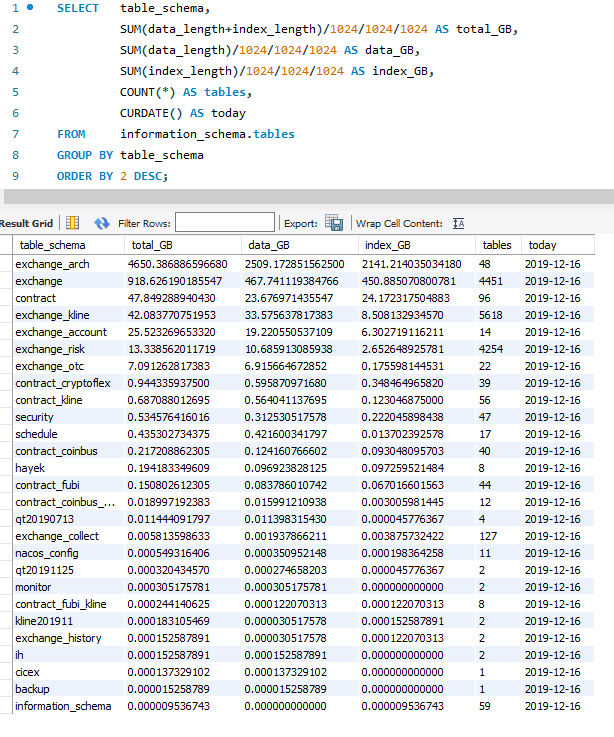 1 SELECT table_schema,
2 SUM(data_length+index_length)/1024/1024/1024 AS total_GB,
3 SUM(data_length)/1024/1024/1024 AS data_GB,
4 SUM(index_length)/1024/1024/1024 AS index_GB,
5 COUNT(*) AS tables,
6 CURDATE() AS today
7 FROM information_schema.tables
8 GROUP BY table_schema
9 ORDER BY 2 DESC;
Result Grid Filter Rows: Export: Wrap Cell Content:
table_schema total_GB data_GB index_GB tables today
exchange_arch 4650.386886596680 2509.172851562500 2141.214035034180 48 2019-12-16
exchange 918.626190185547 467.741119384766 450.885070800781 4451 2019-12-16
contract 47.849288940430 23.676971435547 24.172317504883 96 2019-12-16
exchange_kline 42.083770751953 33.575637817383 8.508132934570 5618 2019-12-16
exchange_account 25.523269653320 19.220550537109 6.302719116211 14 2019-12-16
exchange_risk 13.338562011719 10.685913085938 2.652648925781 4254 2019-12-16
exchange_otc 7.091262817383 6.915664672852 0.175598144531 22 2019-12-16
contract_cryptoflex 0.944335937500 0.595870971680 0.348464965820 39 2019-12-16
contract_kline 0.687088012695 0.564041137695 0.123046875000 56 2019-12-16
security 0.534576416016 0.312530517578 0.222045898438 47 2019-12-16
schedule 0.435302734375 0.421600341797 0.013702392578 17 2019-12-16
contract_coinbus 0.217208862305 0.124160766602 0.093048095703 40 2019-12-16
hayek 0.194183349609 0.096923828125 0.097259521484 8 2019-12-16
contract_fubi 0.150802612305 0.083786010742 0.067016601563 44 2019-12-16
contract_coinbus_... 0.018997192383 0.015991210938 0.003005981445 12 2019-12-16
qt20190713 0.011444091797 0.011398315430 0.000045776367 4 2019-12-16
exchange_collect 0.005813598633 0.001937866211 0.003875732422 127 2019-12-16
nacos_config 0.000549316406 0.000350952148 0.000198364258 11 2019-12-16
qt20191125 0.000320434570 0.000274658203 0.000045776367 2 2019-12-16
monitor 0.000305175781 0.000305175781 0.000000000000 2 2019-12-16
contract_fubi_kline 0.000244140625 0.000122070313 0.000122070313 8 2019-12-16
kline201911 0.000183105469 0.000030517578 0.000152587891 2 2019-12-16
exchange_history 0.000152587891 0.000030517578 0.000122070313 2 2019-12-16
ih 0.000152587891 0.000152587891 0.000000000000 2 2019-12-16
cicex 0.000137329102 0.000137329102 0.000000000000 1 2019-12-16
backup 0.000015258789 0.000015258789 0.000000000000 1 2019-12-16
information_schema 0.000009536743 0.000000000000 0.000009536743 59 2019-12-16